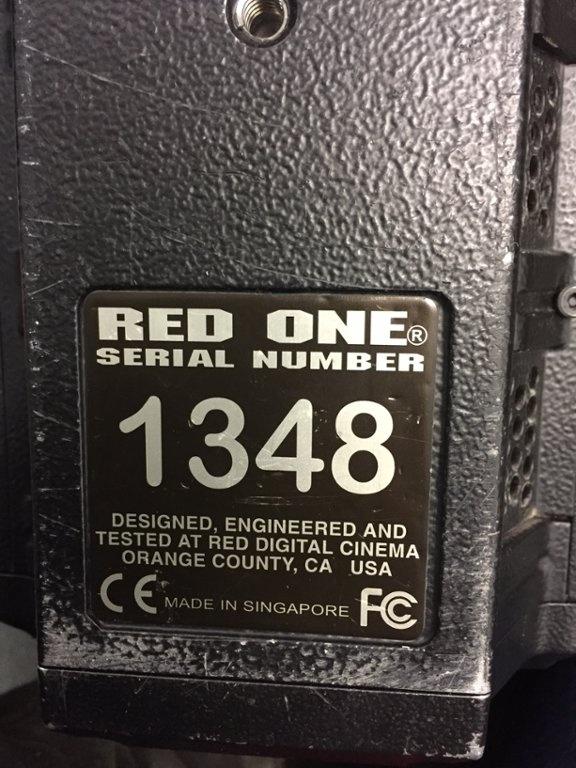 RED ONE®
SERIAL NUMBER
1348
DESIGNED, ENGINEERED AND
TESTED AT RED DIGITAL CINEMA
ORANGE COUNTY, CA USA
CE MADE IN SINGAPORE FC